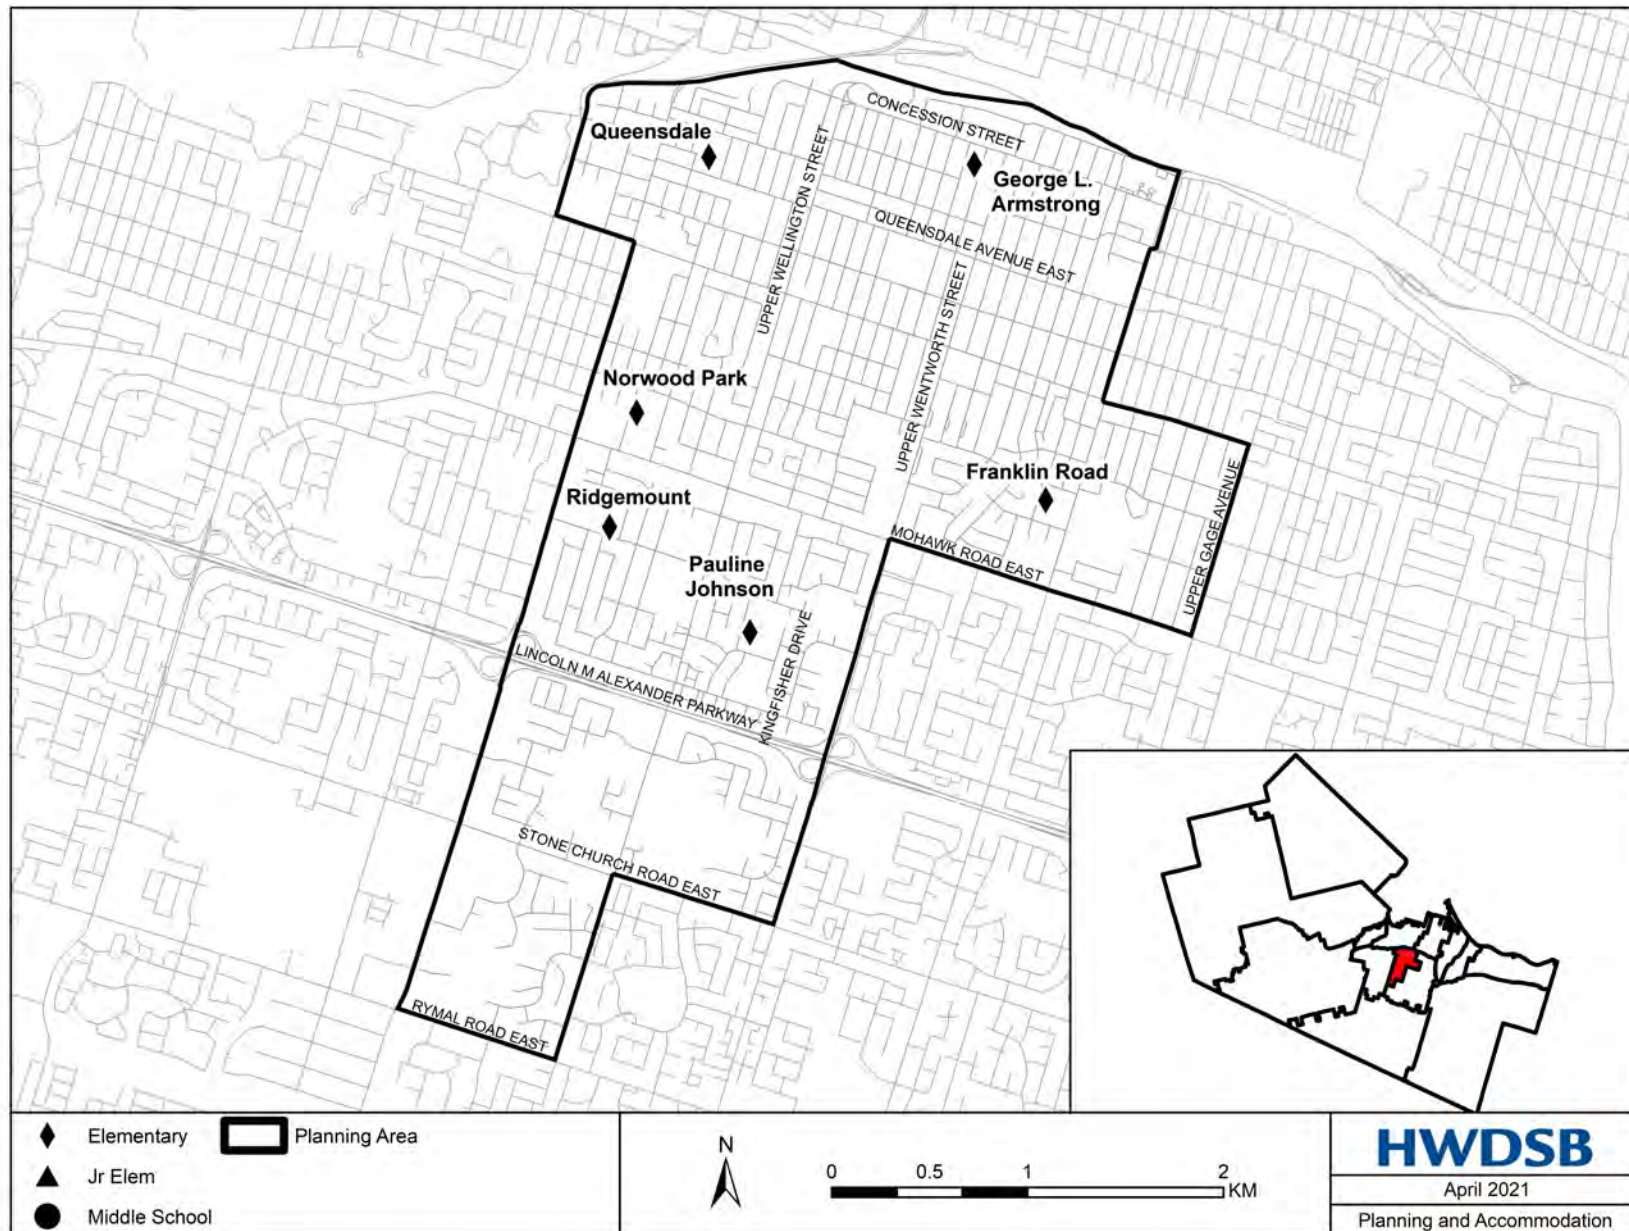 CONCESSION STREET
Queensdale
UPPER WELLINGTON STREET
George L.
Armstrong
QUEENSDALE AVENUE EAST
UPPER WENTWORTH STREET
Norwood Park
Franklin Road
UPPER GAGE AVENUE
Ridgemount
MOHAWK ROAD EAST
Pauline
Johnson
KINGFISHER DRIVE
LINCOLN M ALEXANDER PARKWAY
STONE CHURCH ROAD EAST
RYMAL ROAD EAST
Elementary
Planning Area
Jr Elem
Middle School
N
0 0.5 1 2
KM
HWDSB
April 2021
Planning and Accommodation